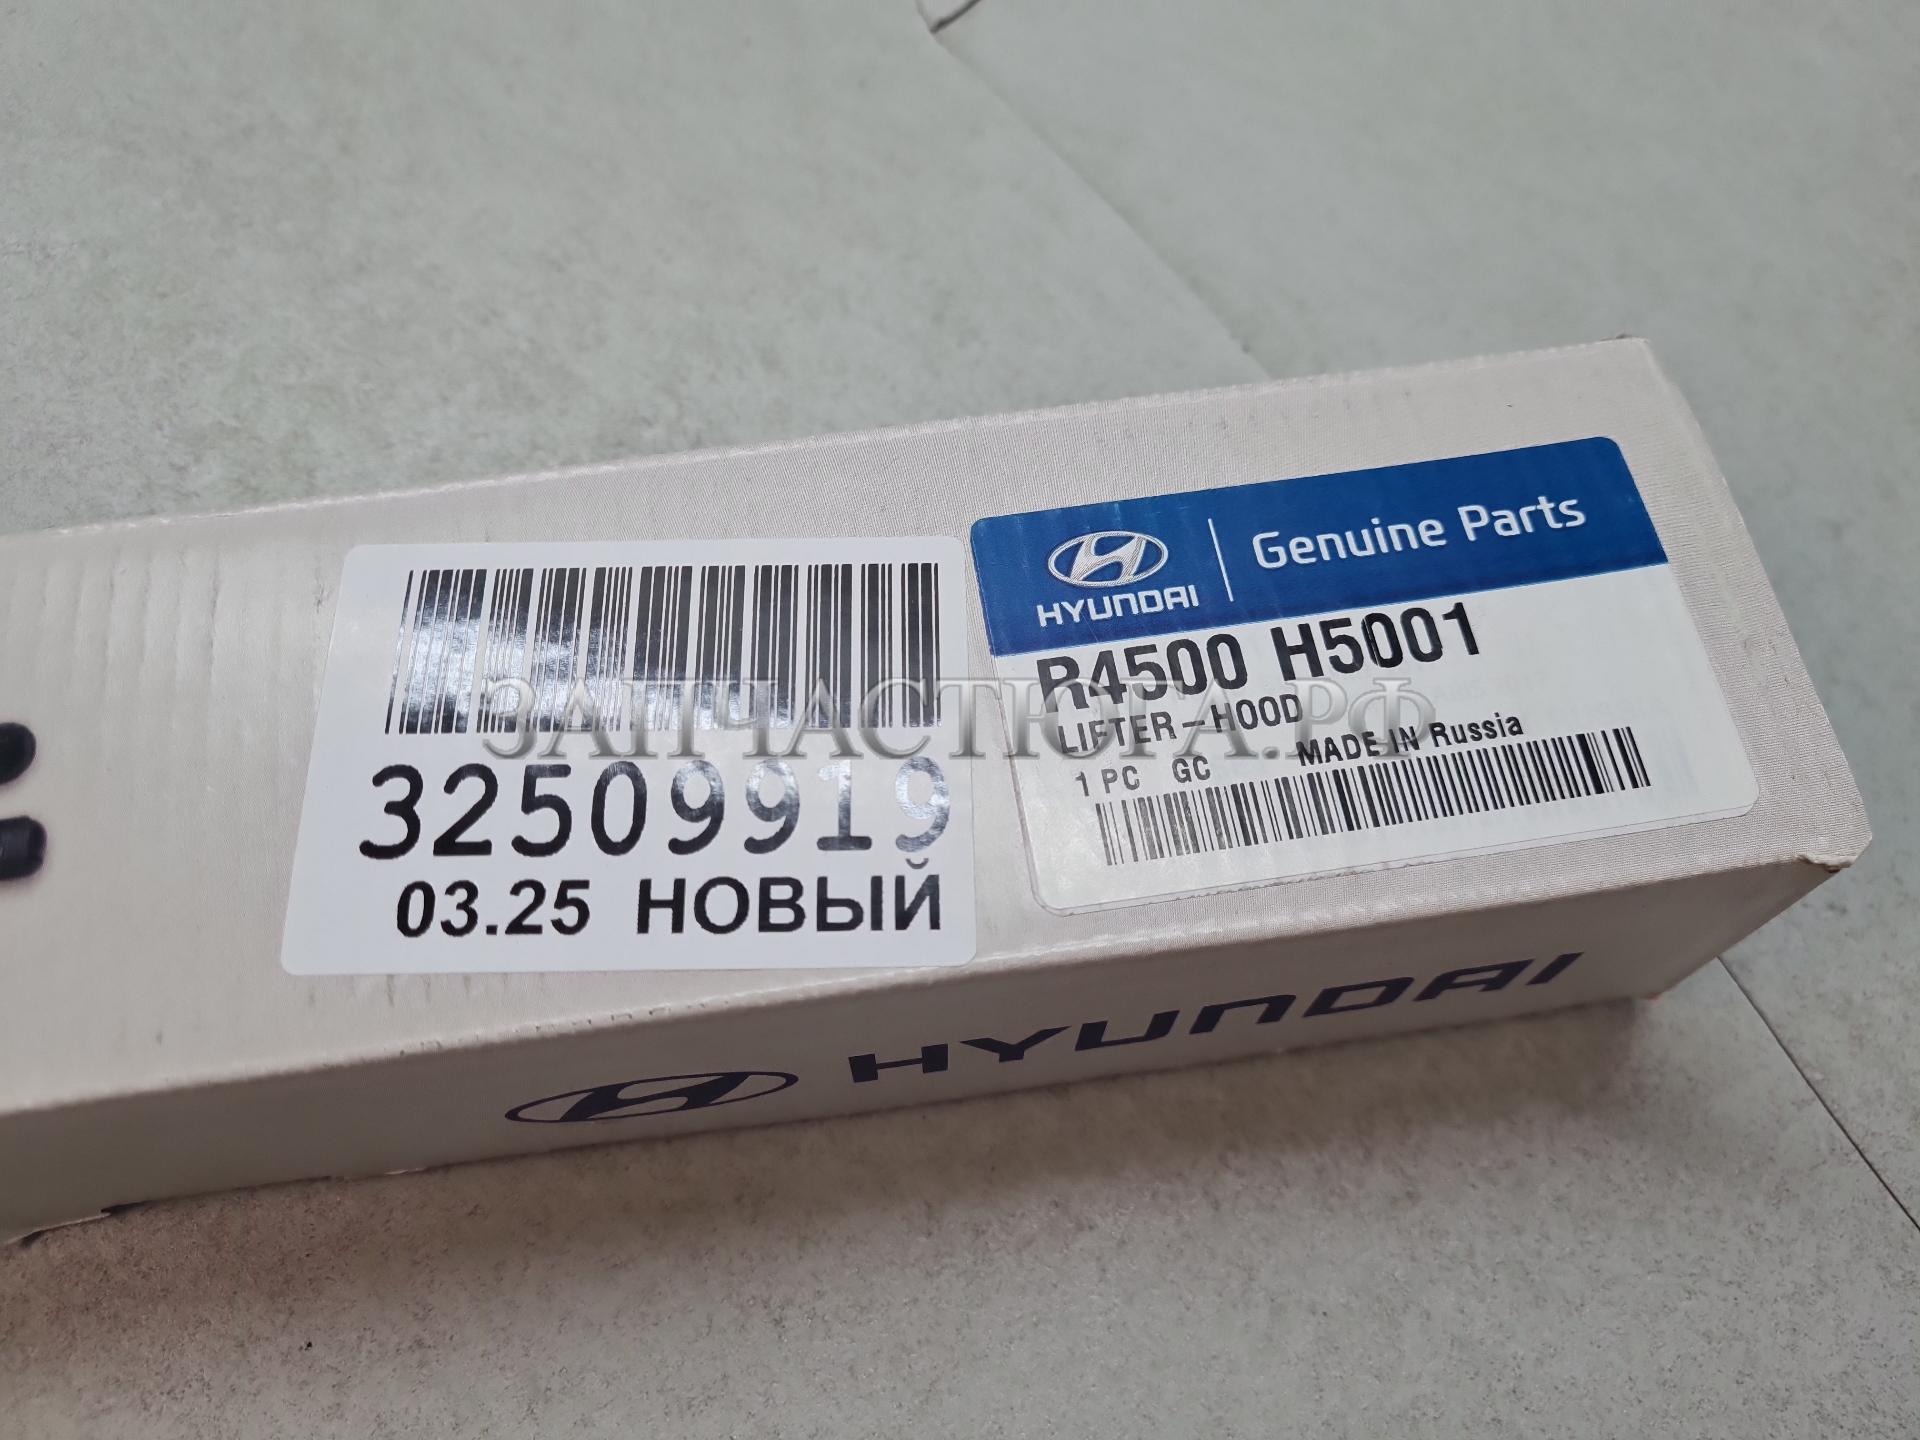 32509919
03.25 НОВЫЙ
HYUNDAI
Genuine Parts
R4500 H5001
LIFTER-HOOD
1 PC GC MADE IN Russia
HYUNDAI
ЗАПЧАСТЮГА.РФ